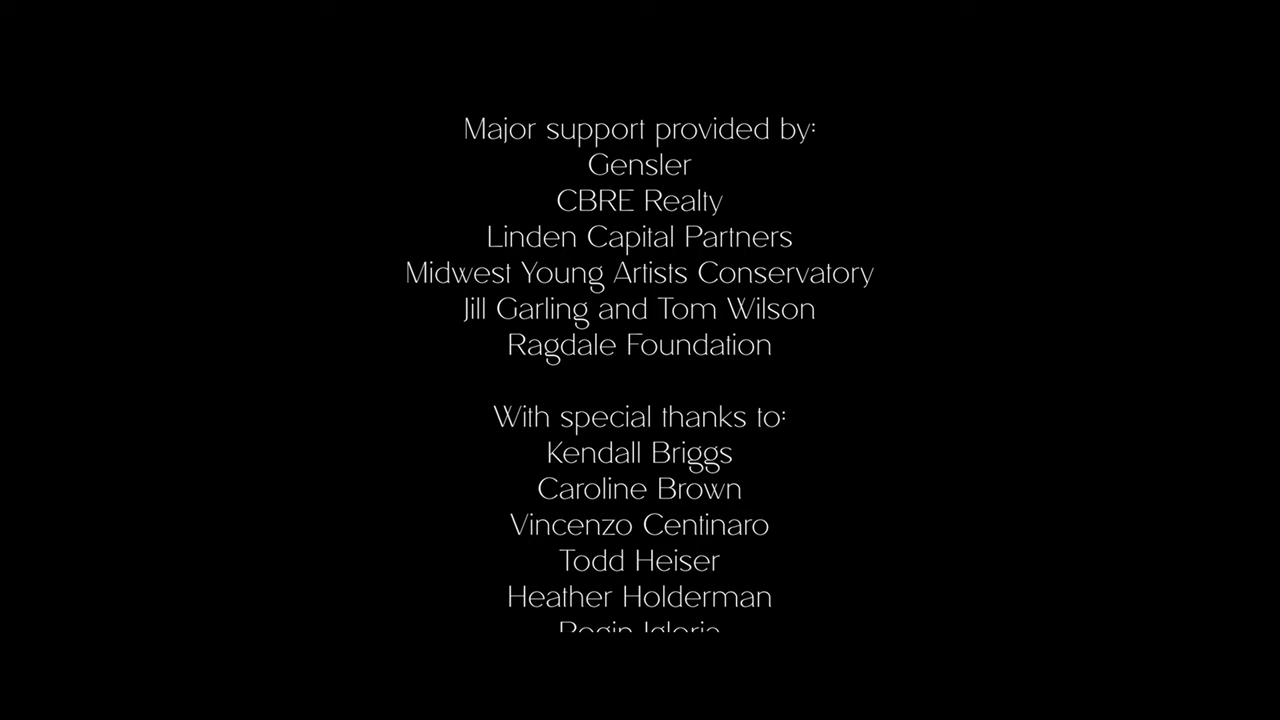 Major support provided by:
Gensler
CBRE Realty
Linden Capital Partners
Midwest Young Artists Conservatory
Jill Garling and Tom Wilson
Ragdale Foundation
With special thanks to:
Kendall Briggs
Caroline Brown
Vincenzo Centinaro
Todd Heiser
Heather Holderman